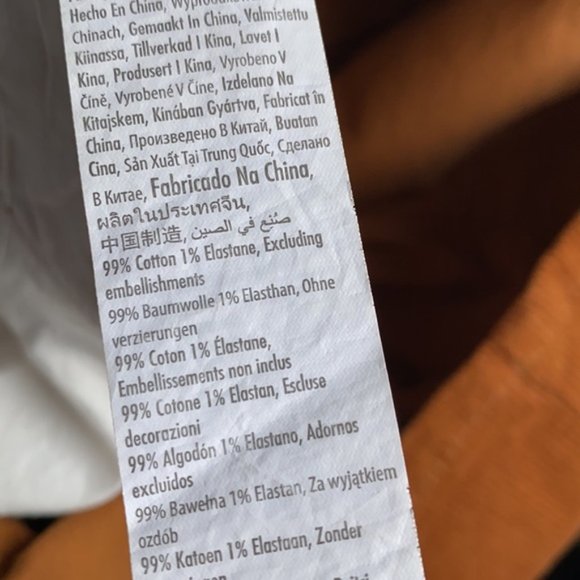 Hecho En China,
Chinach, Gemaakt In China, Valmistettu
Kiinassa, Tillverkad I Kina, Lavet I
Kina, Produsert I Kina, Vyrobeno V
Číně, Vyrobené V Číne, Izdelano Na
Kitajskem, Kínában Gyártva, Fabricat în
China, Произведено В Китай, Buatan
Cina, Sản Xuất Tại Trung Quốc, Сделано
В Китае, Fabricado Na China,
ผลิตในประเทศจีน,
中国制造, صُنع في الصين
99% Cotton 1% Elastane, Excluding
embellishments
99% Baumwolle 1% Elasthan, Ohne
verzierungen
99% Coton 1% Élastane,
Embellissements non inclus
99% Cotone 1% Elastan, Escluse
decorazioni
99% Algodón 1% Elastano, Adornos
excluidos
99% Bawełna 1% Elastan, Za wyjątkiem
ozdób
99% Katoen 1% Elastaan, Zonder